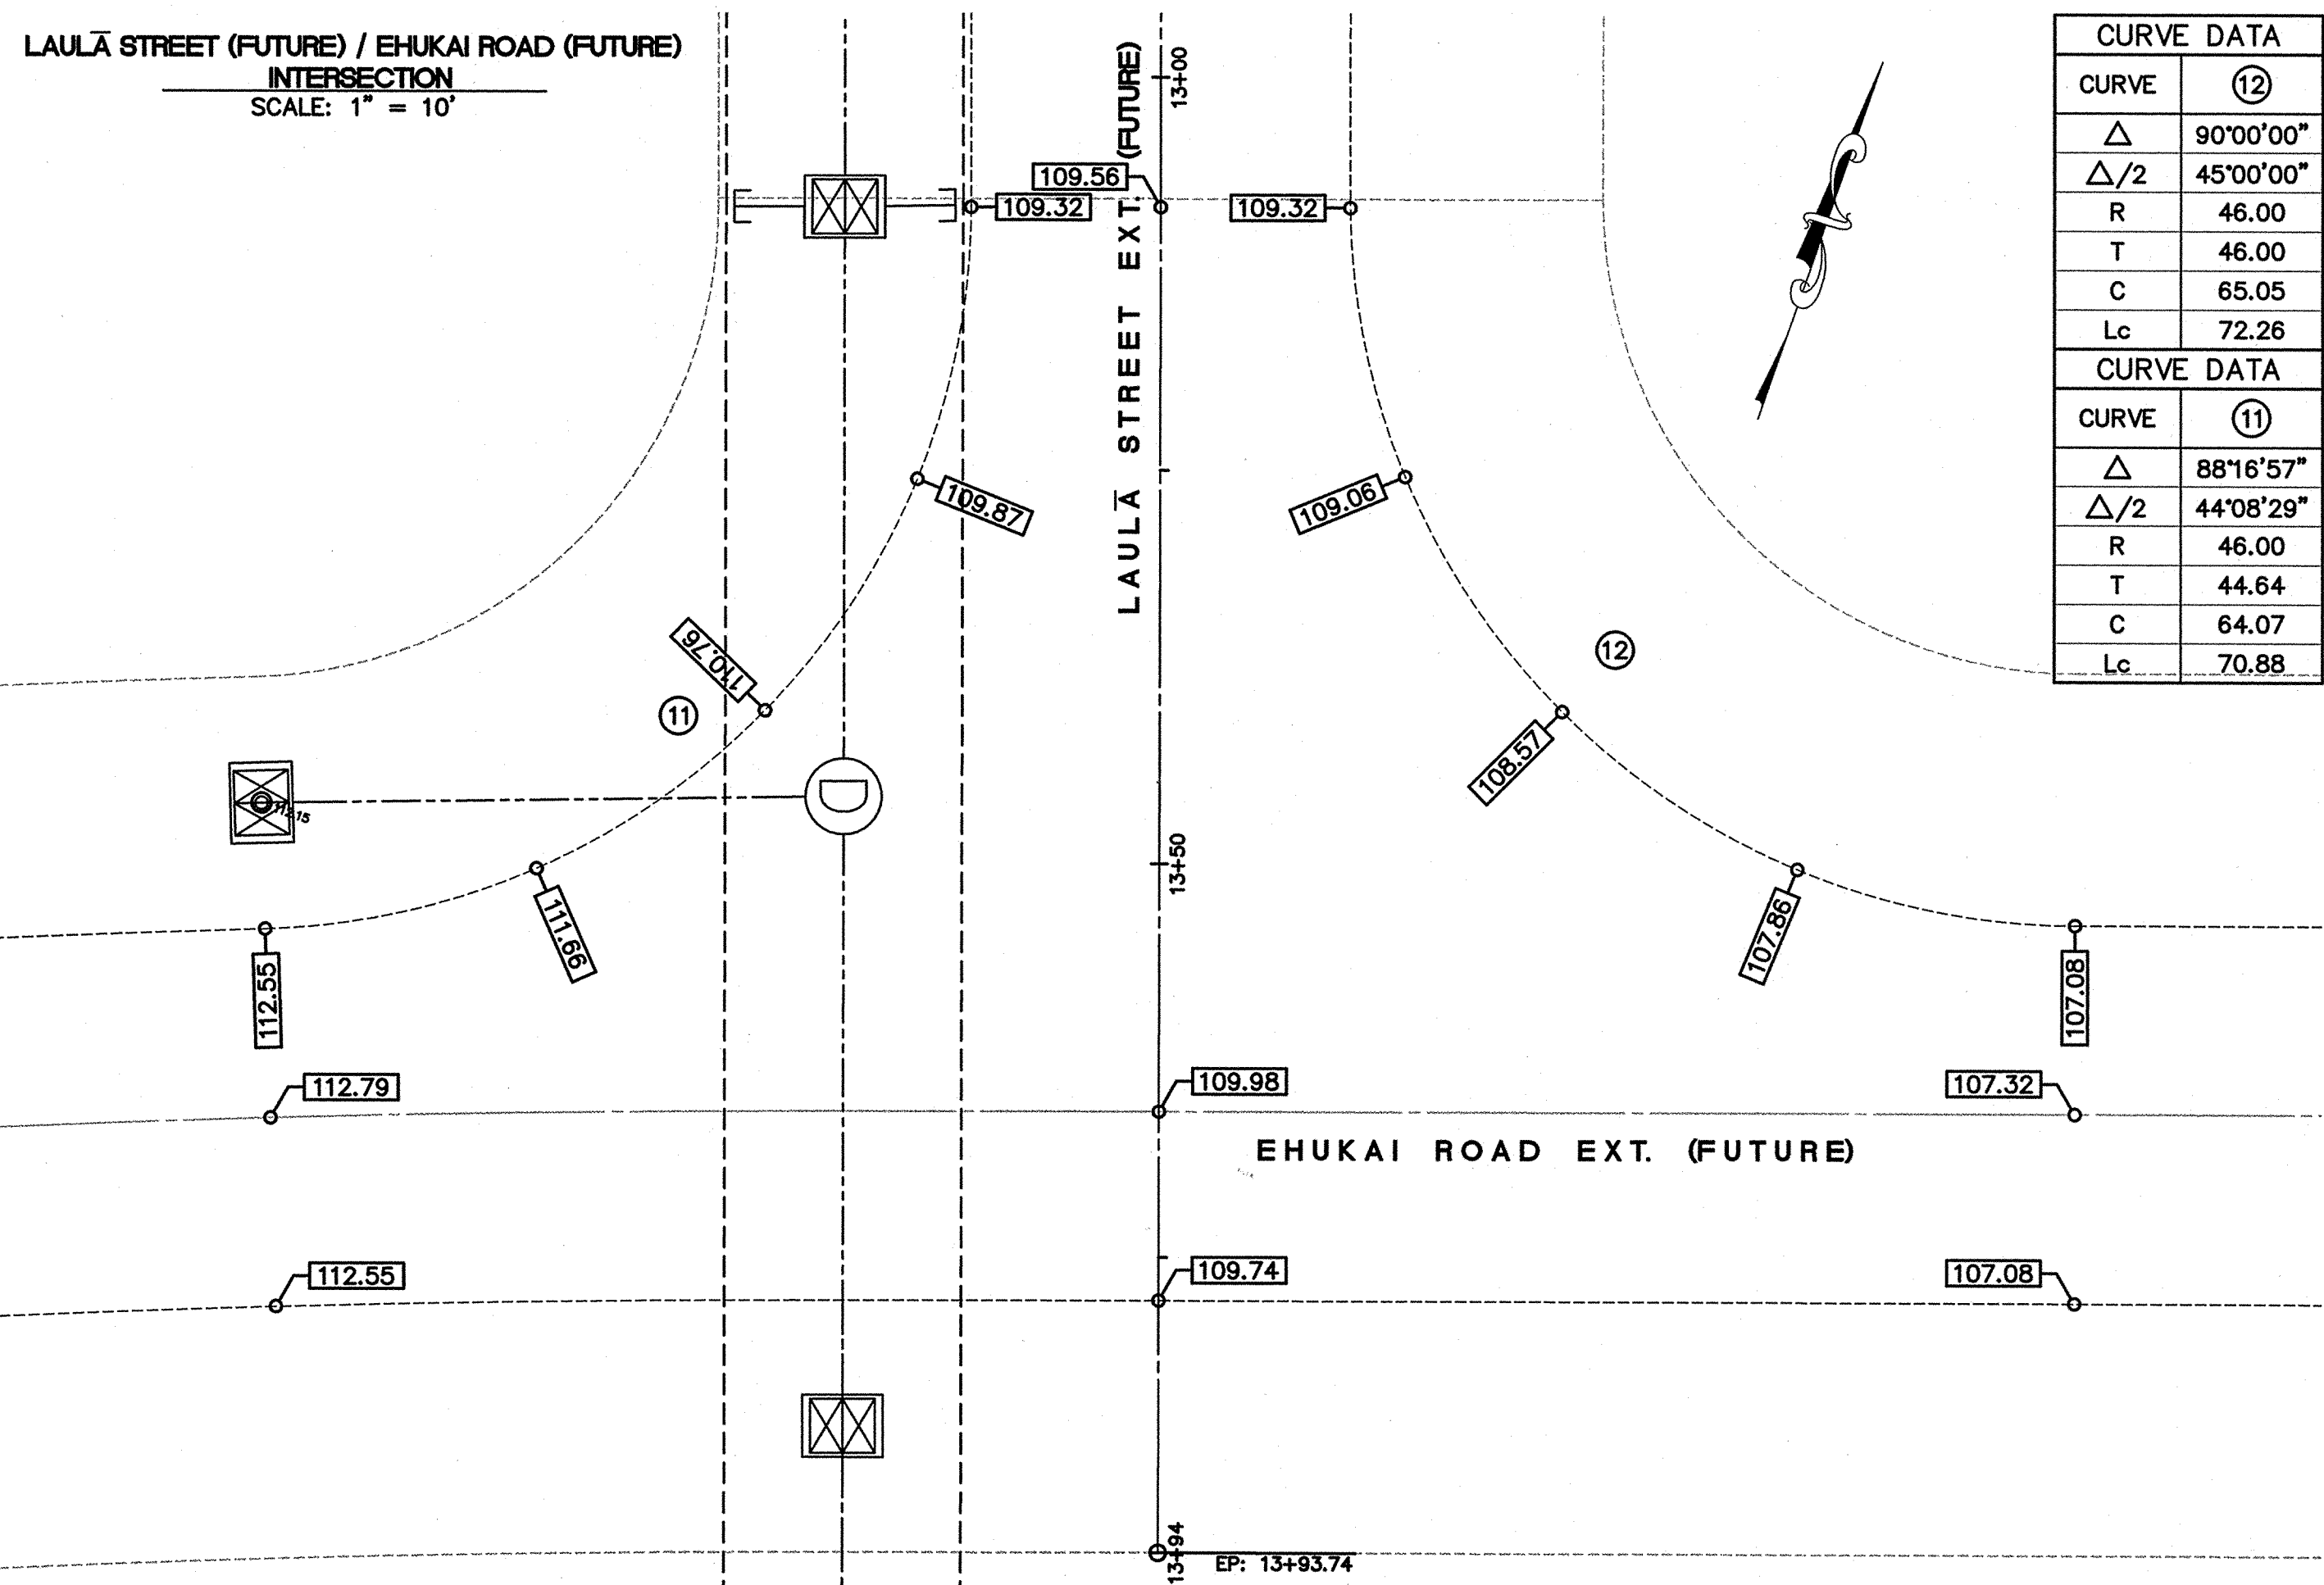 LAULĀ STREET (FUTURE) / EHUKAI ROAD (FUTURE)
INTERSECTION
SCALE: 1" = 10'
LAULĀ STREET EXT. (FUTURE)
13+00
109.56
109.32
109.32
109.87
109.06
110.76
11
12
108.57
112.15
13+50
111.66
107.86
112.55
107.08
112.79
109.98
107.32
EHUKAI ROAD EXT. (FUTURE)
112.55
109.74
107.08
13+94
EP: 13+93.74
CURVE DATA
CURVE 12
△ 90°00'00"
△/2 45°00'00"
R 46.00
T 46.00
C 65.05
Lc 72.26
CURVE DATA
CURVE 11
△ 88°16'57"
△/2 44°08'29"
R 46.00
T 44.64
C 64.07
Lc 70.88